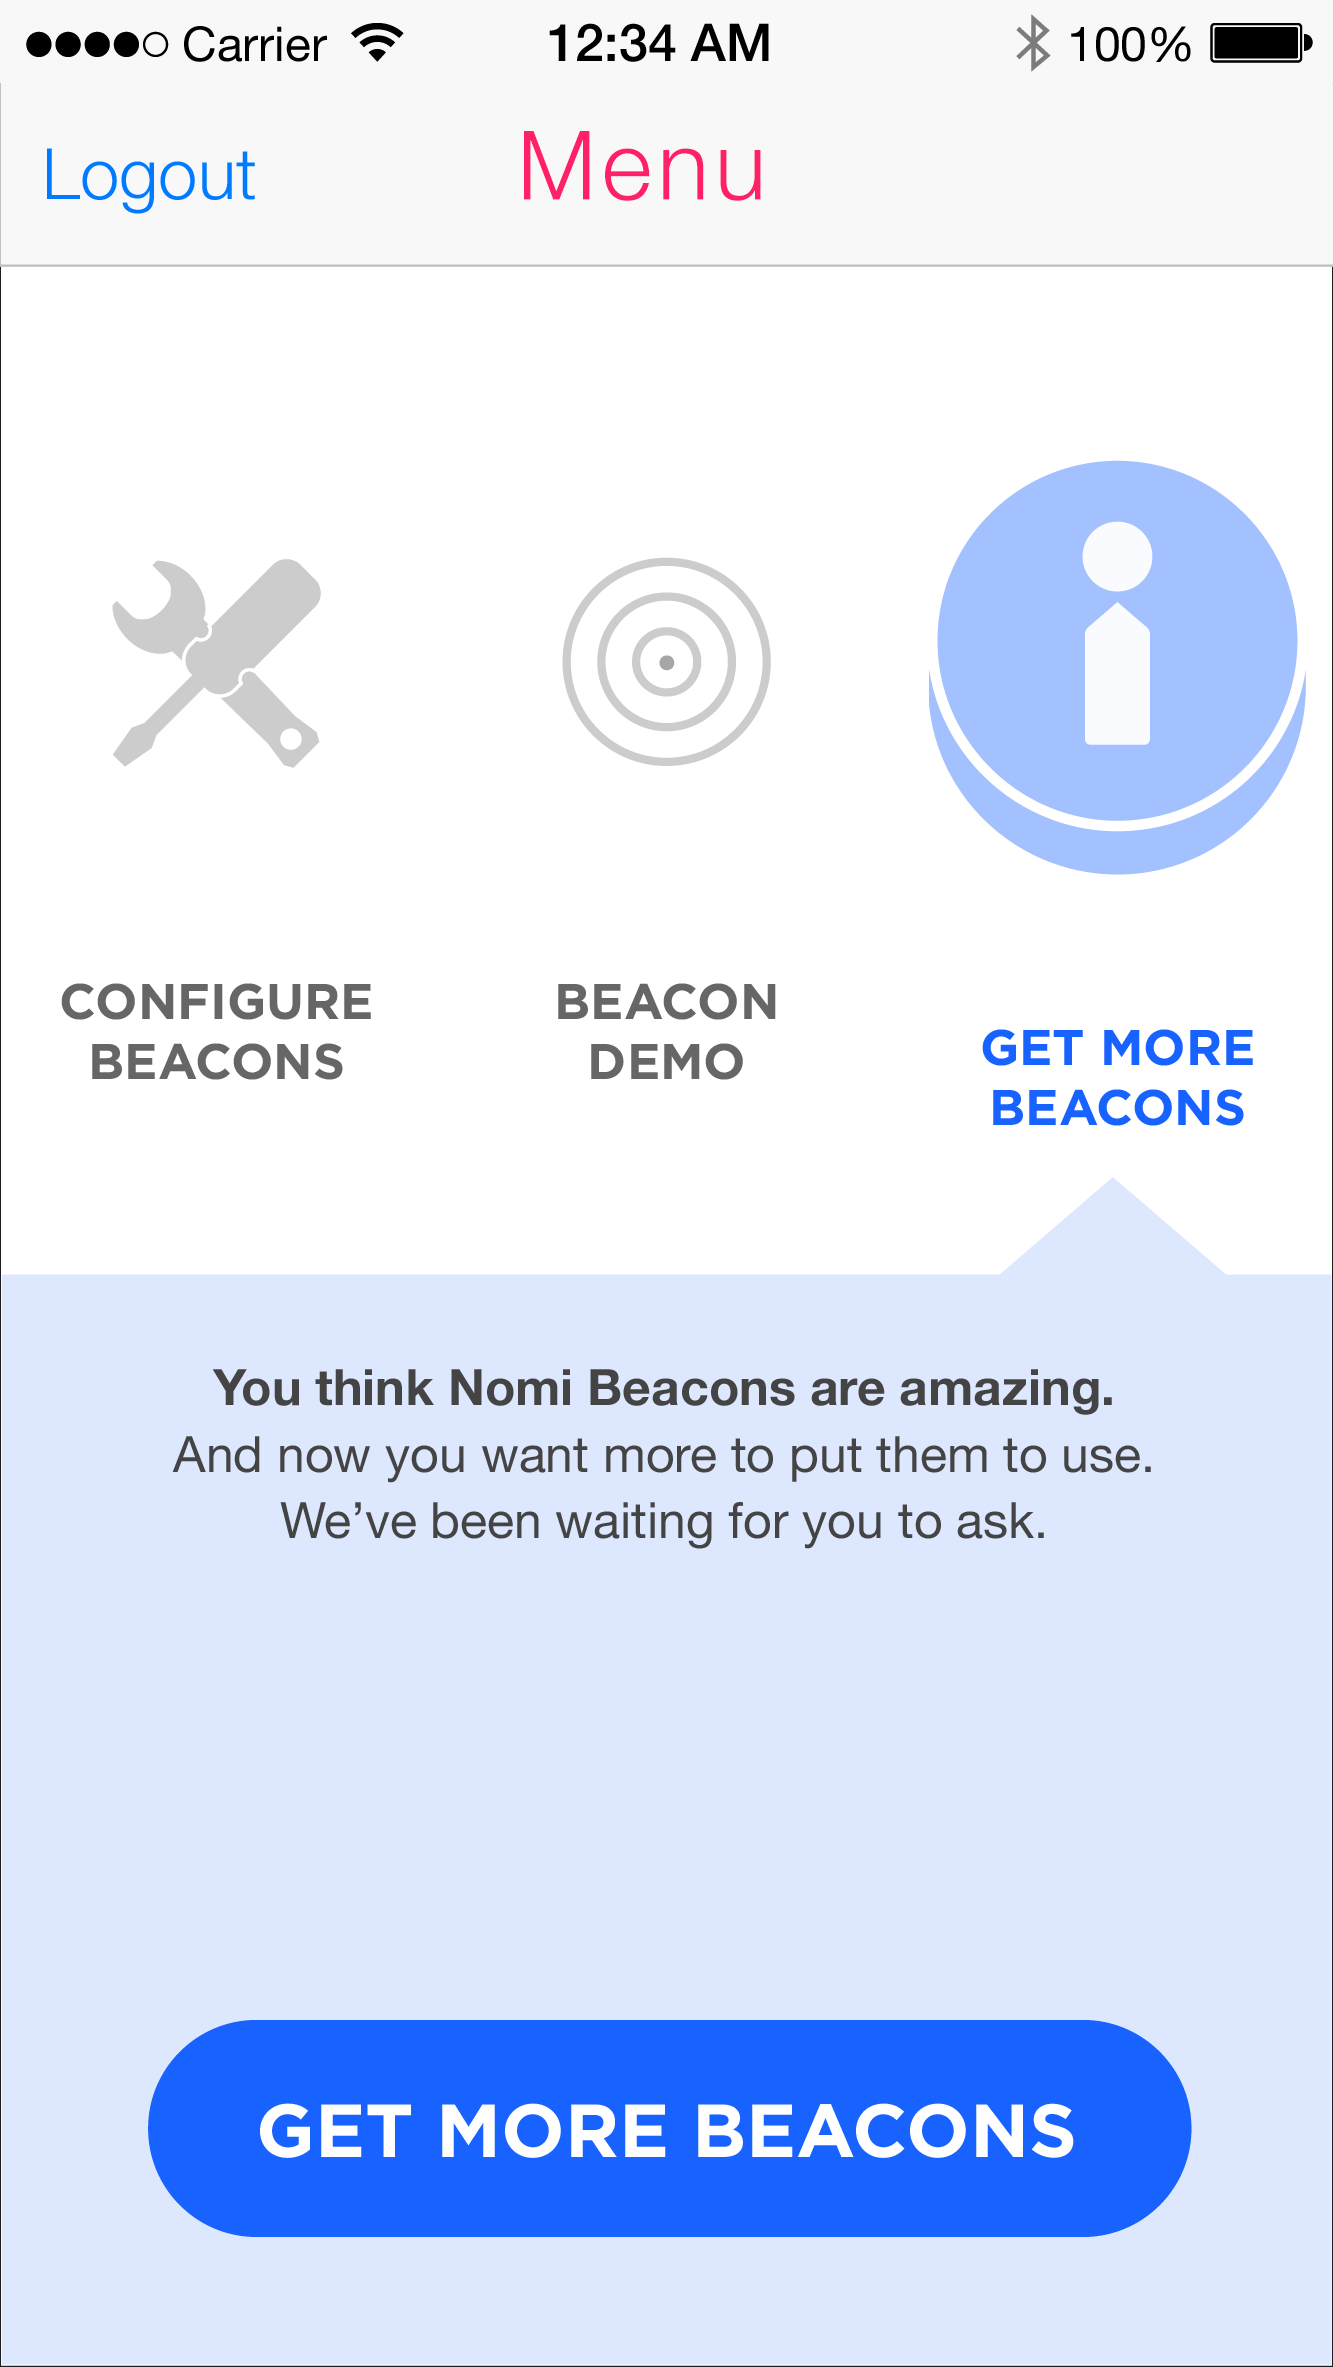 Carrier 12:34 AM 100%
Logout Menu
CONFIGURE
BEACONS
BEACON
DEMO
GET MORE
BEACONS
You think Nomi Beacons are amazing.
And now you want more to put them to use.
We’ve been waiting for you to ask.
GET MORE BEACONS